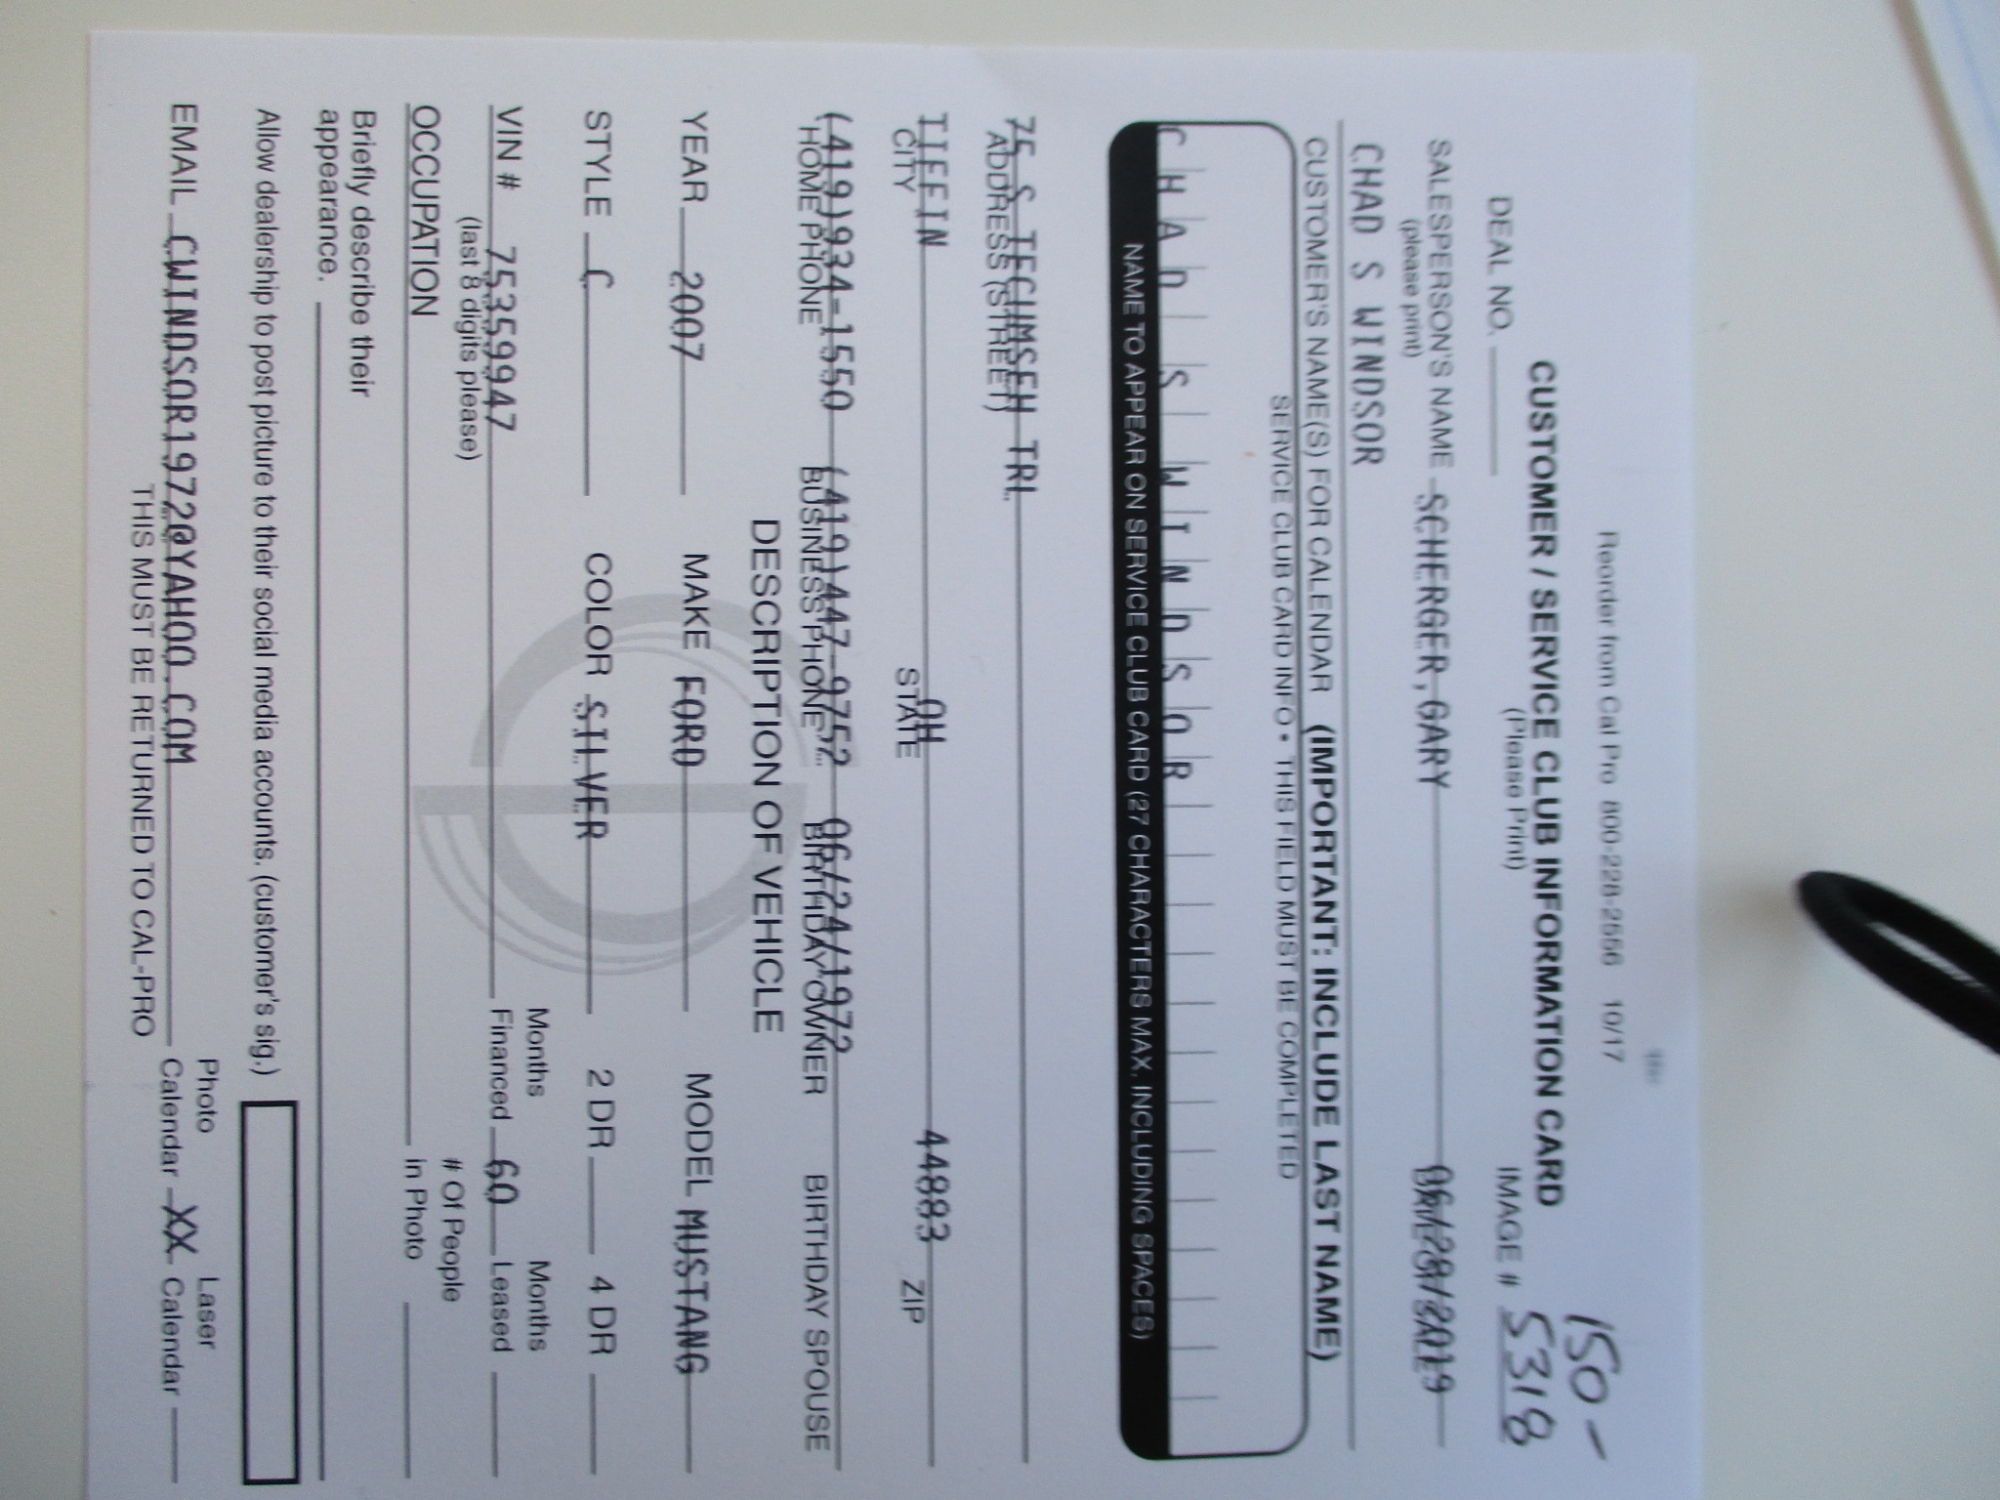 Reorder from Cal Pro 800-228-2556 10/17
150-
CUSTOMER / SERVICE CLUB INFORMATION CARD
(Please Print)
DEAL NO.
IMAGE # 5318
SALESPERSON'S NAME SCHERGER, GARY 06/29/2019
(please print) DATE OF SALE
CHAD S WINDSOR
CUSTOMER'S NAME(S) FOR CALENDAR (IMPORTANT: INCLUDE LAST NAME)
SERVICE CLUB CARD INFO • THIS FIELD MUST BE COMPLETED
CHAD S WINDSOR
NAME TO APPEAR ON SERVICE CLUB CARD (27 CHARACTERS MAX. INCLUDING SPACES)
75 S TECUMSEH TRL
ADDRESS (STREET)
TIFFIN OH 44883
CITY STATE ZIP
(419)934-1550 (419)447-9752 06/24/1972
HOME PHONE BUSINESS PHONE BIRTHDAY OWNER BIRTHDAY SPOUSE
DESCRIPTION OF VEHICLE
YEAR 2007 MAKE FORD MODEL MUSTANG
STYLE C COLOR SILVER 2 DR 4 DR
VIN # 75359947 Months Financed 60 Months Leased
(last 8 digits please)
OCCUPATION # Of People in Photo
Briefly describe their
appearance.
Allow dealership to post picture to their social media accounts. (customer's sig.)
EMAIL CWINDSOR1972@YAHOO.COM Photo Calendar XX Laser Calendar
THIS MUST BE RETURNED TO CAL-PRO